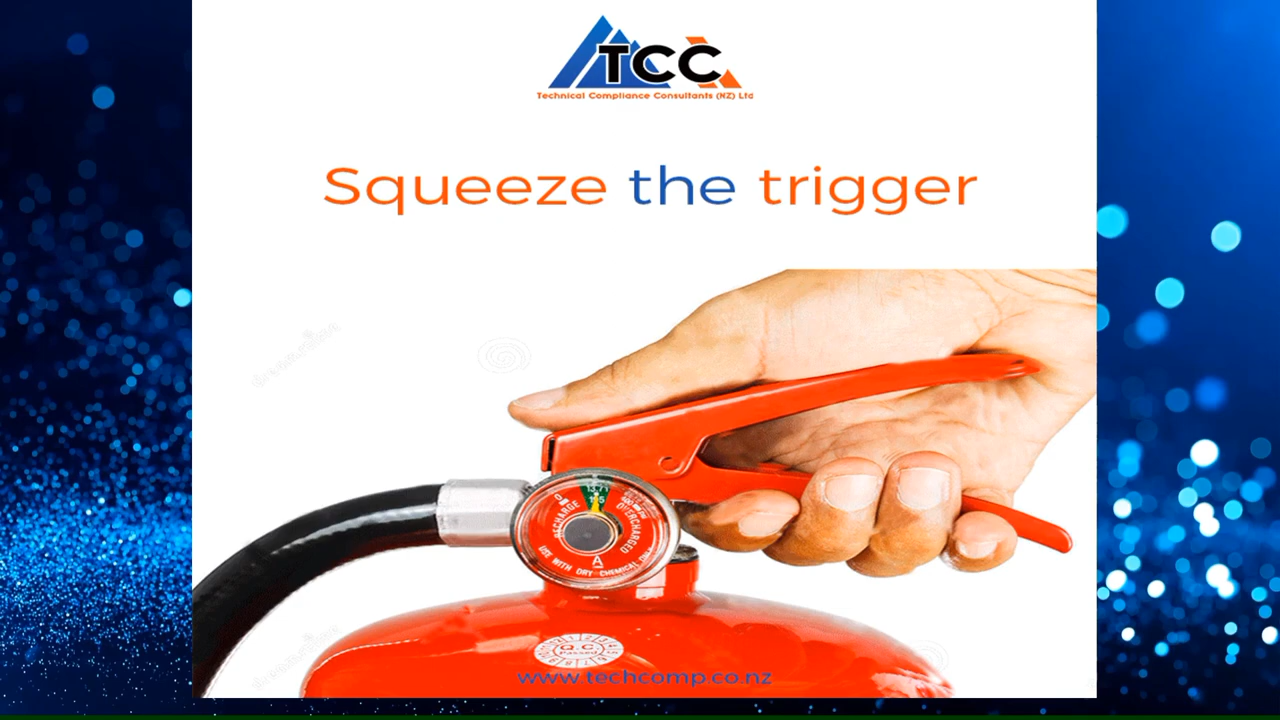 TCC
Technical Compliance Consultants (NZ) Ltd
Squeeze the trigger
RECHARGE
OVERCHARGED
A
USE WITH DRY CHEMICAL
Q.C.
Passed
www.techcomp.co.nz